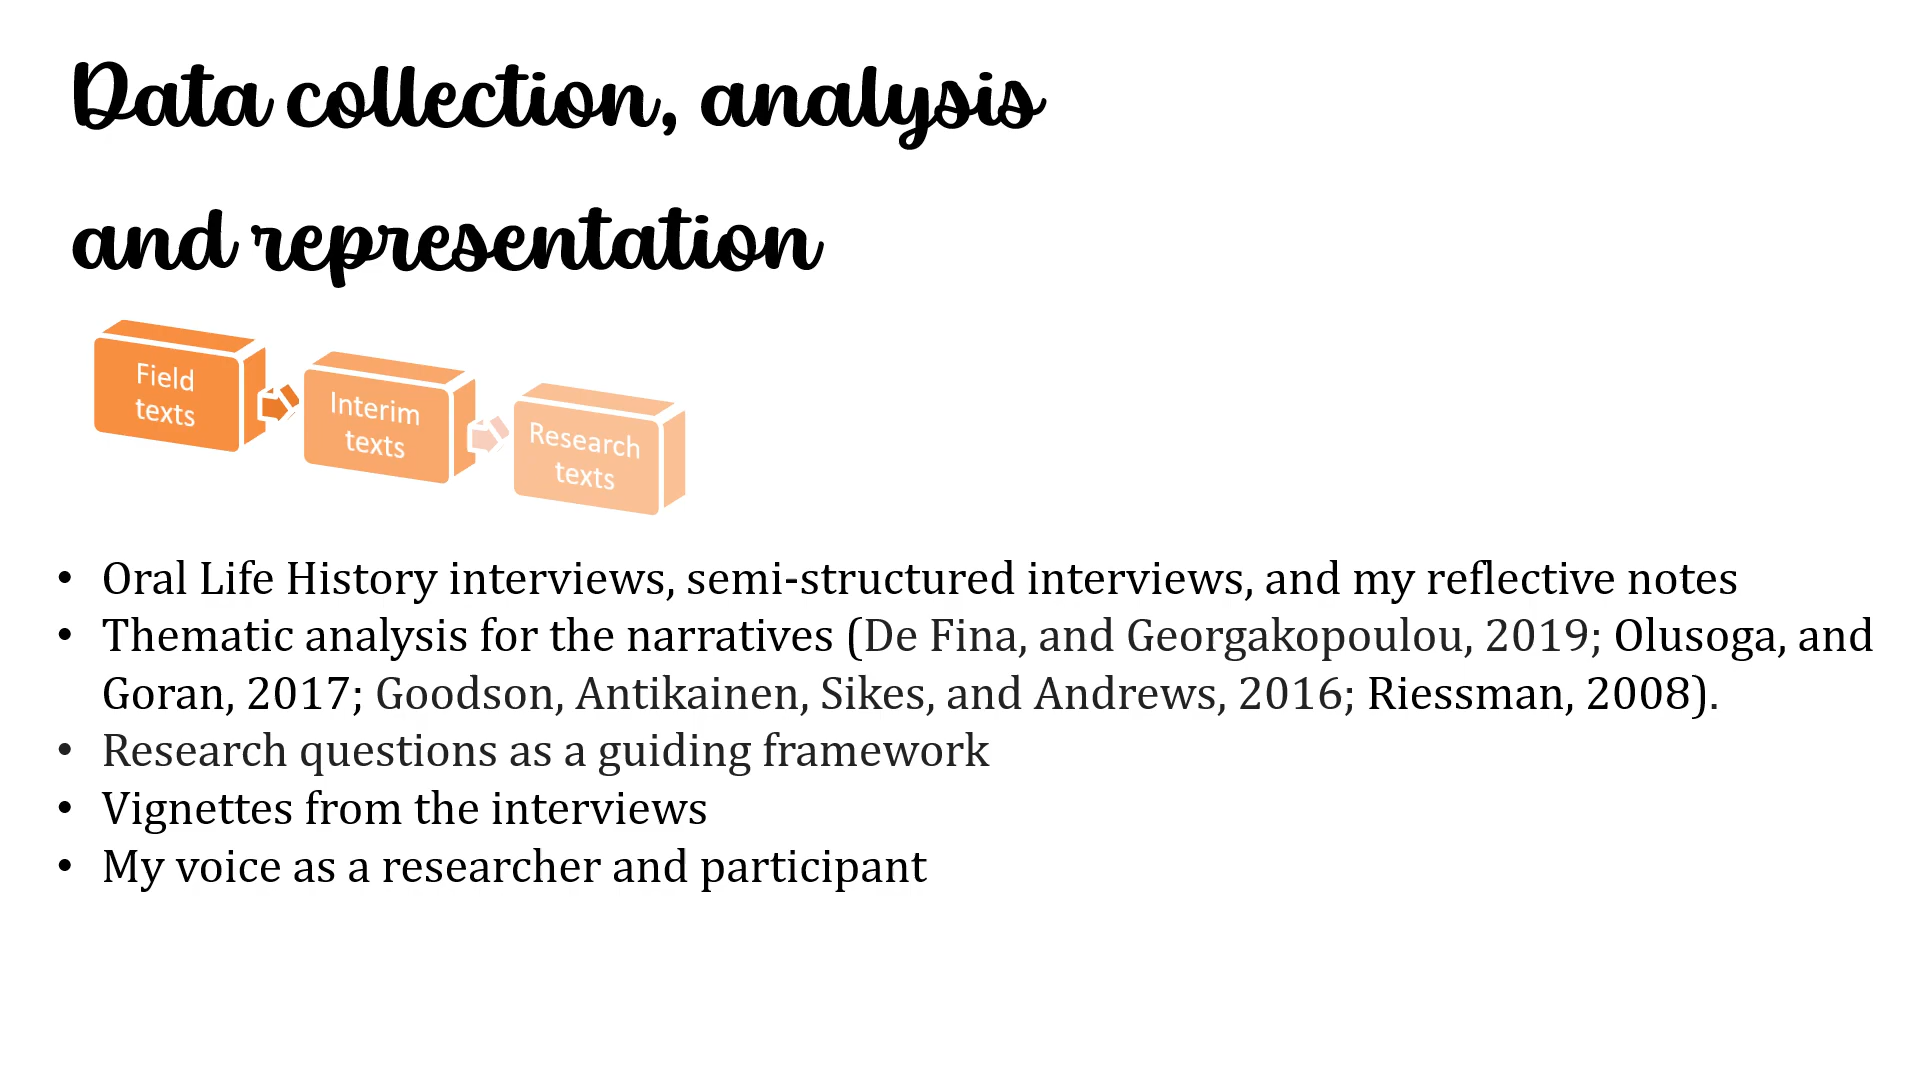 Data collection, analysis
and representation
Field
texts
Interim
texts
Research
texts
• Oral Life History interviews, semi-structured interviews, and my reflective notes
• Thematic analysis for the narratives (De Fina, and Georgakopoulou, 2019; Olusoga, and
Goran, 2017; Goodson, Antikainen, Sikes, and Andrews, 2016; Riessman, 2008).
• Research questions as a guiding framework
• Vignettes from the interviews
• My voice as a researcher and participant